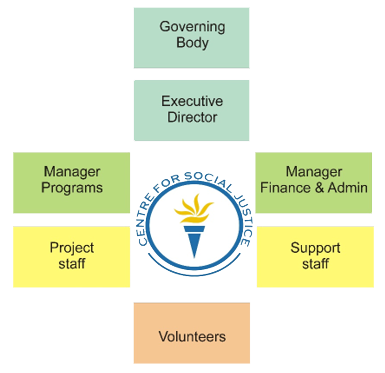 Governing
Body
Executive
Director
Manager
Programs
Manager
Finance & Admin
CENTRE FOR SOCIAL JUSTICE
Project
staff
Support
staff
Volunteers